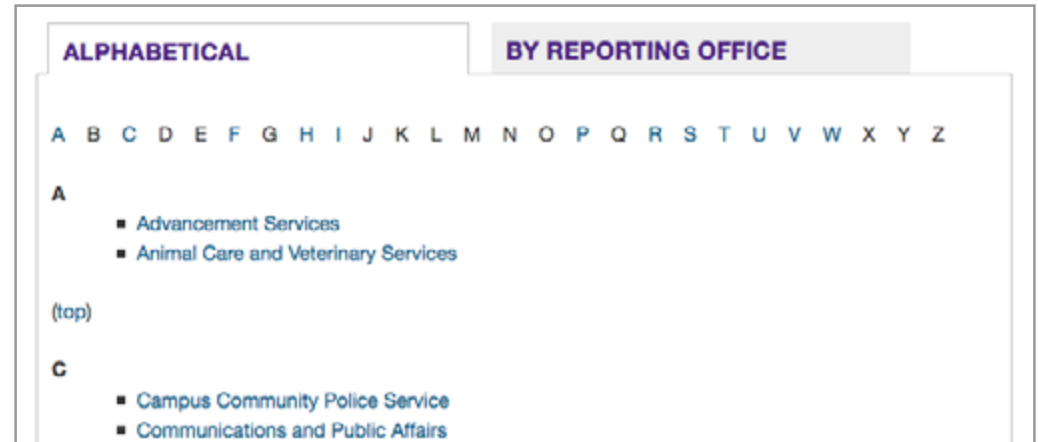 ALPHABETICAL BY REPORTING OFFICE
A B C D E F G H I J K L M N O P Q R S T U V W X Y Z
A
Advancement Services
Animal Care and Veterinary Services
(top)
C
Campus Community Police Service
Communications and Public Affairs